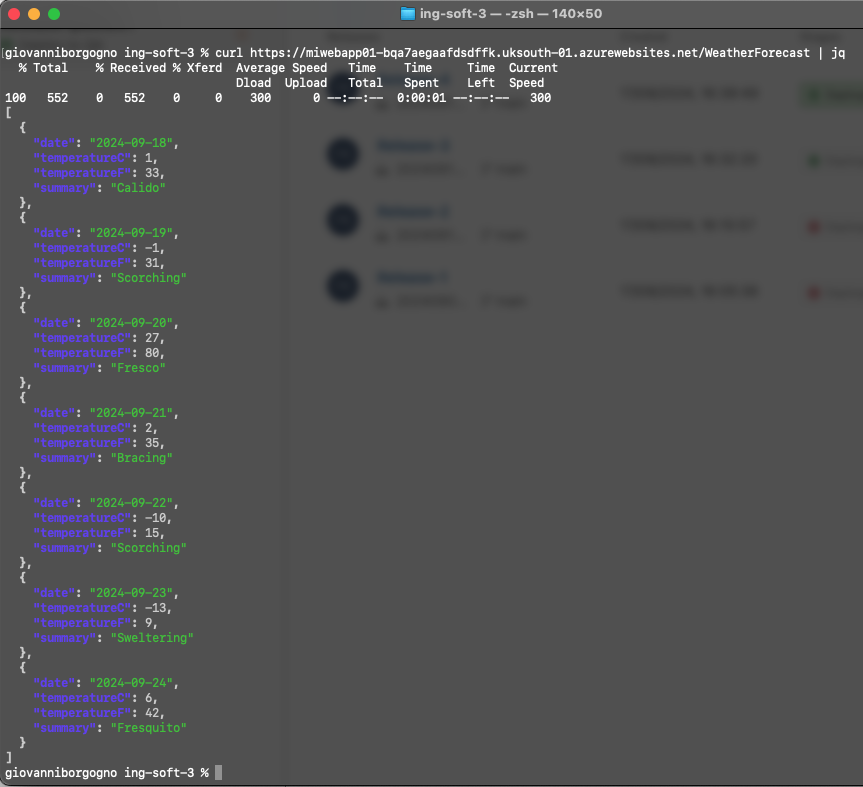 ing-soft-3 — -zsh — 140×50
giovanniborgogno ing-soft-3 % curl https://miwebapp01-bqa7aegaafdsdffk.uksouth-01.azurewebsites.net/WeatherForecast | jq
  % Total    % Received % Xferd  Average Speed   Time    Time     Time  Current
                                 Dload  Upload   Total   Spent    Left  Speed
100   552    0   552    0     0    300      0 --:--:--  0:00:01 --:--:--   300
[
  {
    "date": "2024-09-18",
    "temperatureC": 1,
    "temperatureF": 33,
    "summary": "Calido"
  },
  {
    "date": "2024-09-19",
    "temperatureC": -1,
    "temperatureF": 31,
    "summary": "Scorching"
  },
  {
    "date": "2024-09-20",
    "temperatureC": 27,
    "temperatureF": 80,
    "summary": "Fresco"
  },
  {
    "date": "2024-09-21",
    "temperatureC": 2,
    "temperatureF": 35,
    "summary": "Bracing"
  },
  {
    "date": "2024-09-22",
    "temperatureC": -10,
    "temperatureF": 15,
    "summary": "Scorching"
  },
  {
    "date": "2024-09-23",
    "temperatureC": -13,
    "temperatureF": 9,
    "summary": "Sweltering"
  },
  {
    "date": "2024-09-24",
    "temperatureC": 6,
    "temperatureF": 42,
    "summary": "Fresquito"
  }
]
giovanniborgogno ing-soft-3 %